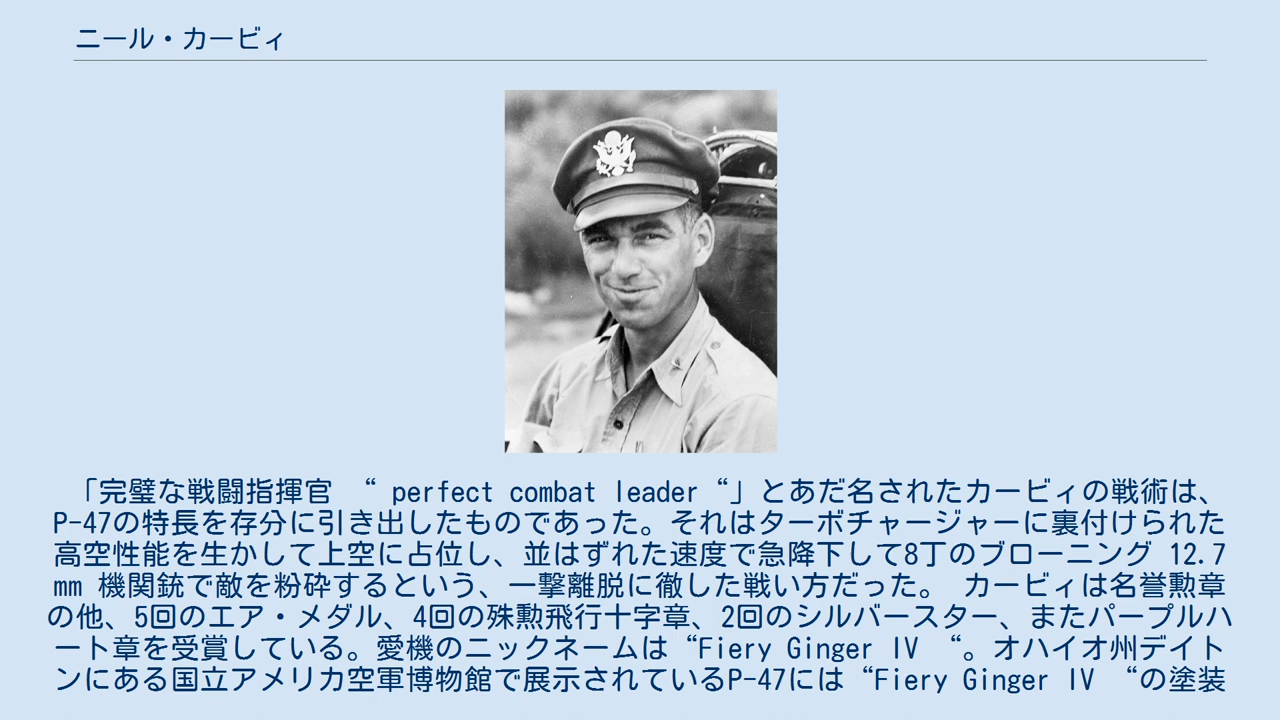 ニール・カービィ
「完璧な戦闘指揮官　“ perfect combat leader “」とあだ名されたカービィの戦術は、
P-47の特長を存分に引き出したものであった。それはターボチャージャーに裏付けられた
高空性能を生かして上空に占位し、並はずれた速度で急降下して8丁のブローニング 12.7
mm 機関銃で敵を粉砕するという、一撃離脱に徹した戦い方だった。　カービィは名誉勲章
の他、5回のエア・メダル、4回の殊勲飛行十字章、2回のシルバースター、またパープルハ
ート章を受賞している。愛機のニックネームは “Fiery Ginger IV　“。オハイオ州デイト
ンにある国立アメリカ空軍博物館で展示されているP-47には “Fiery Ginger IV　“の塗装